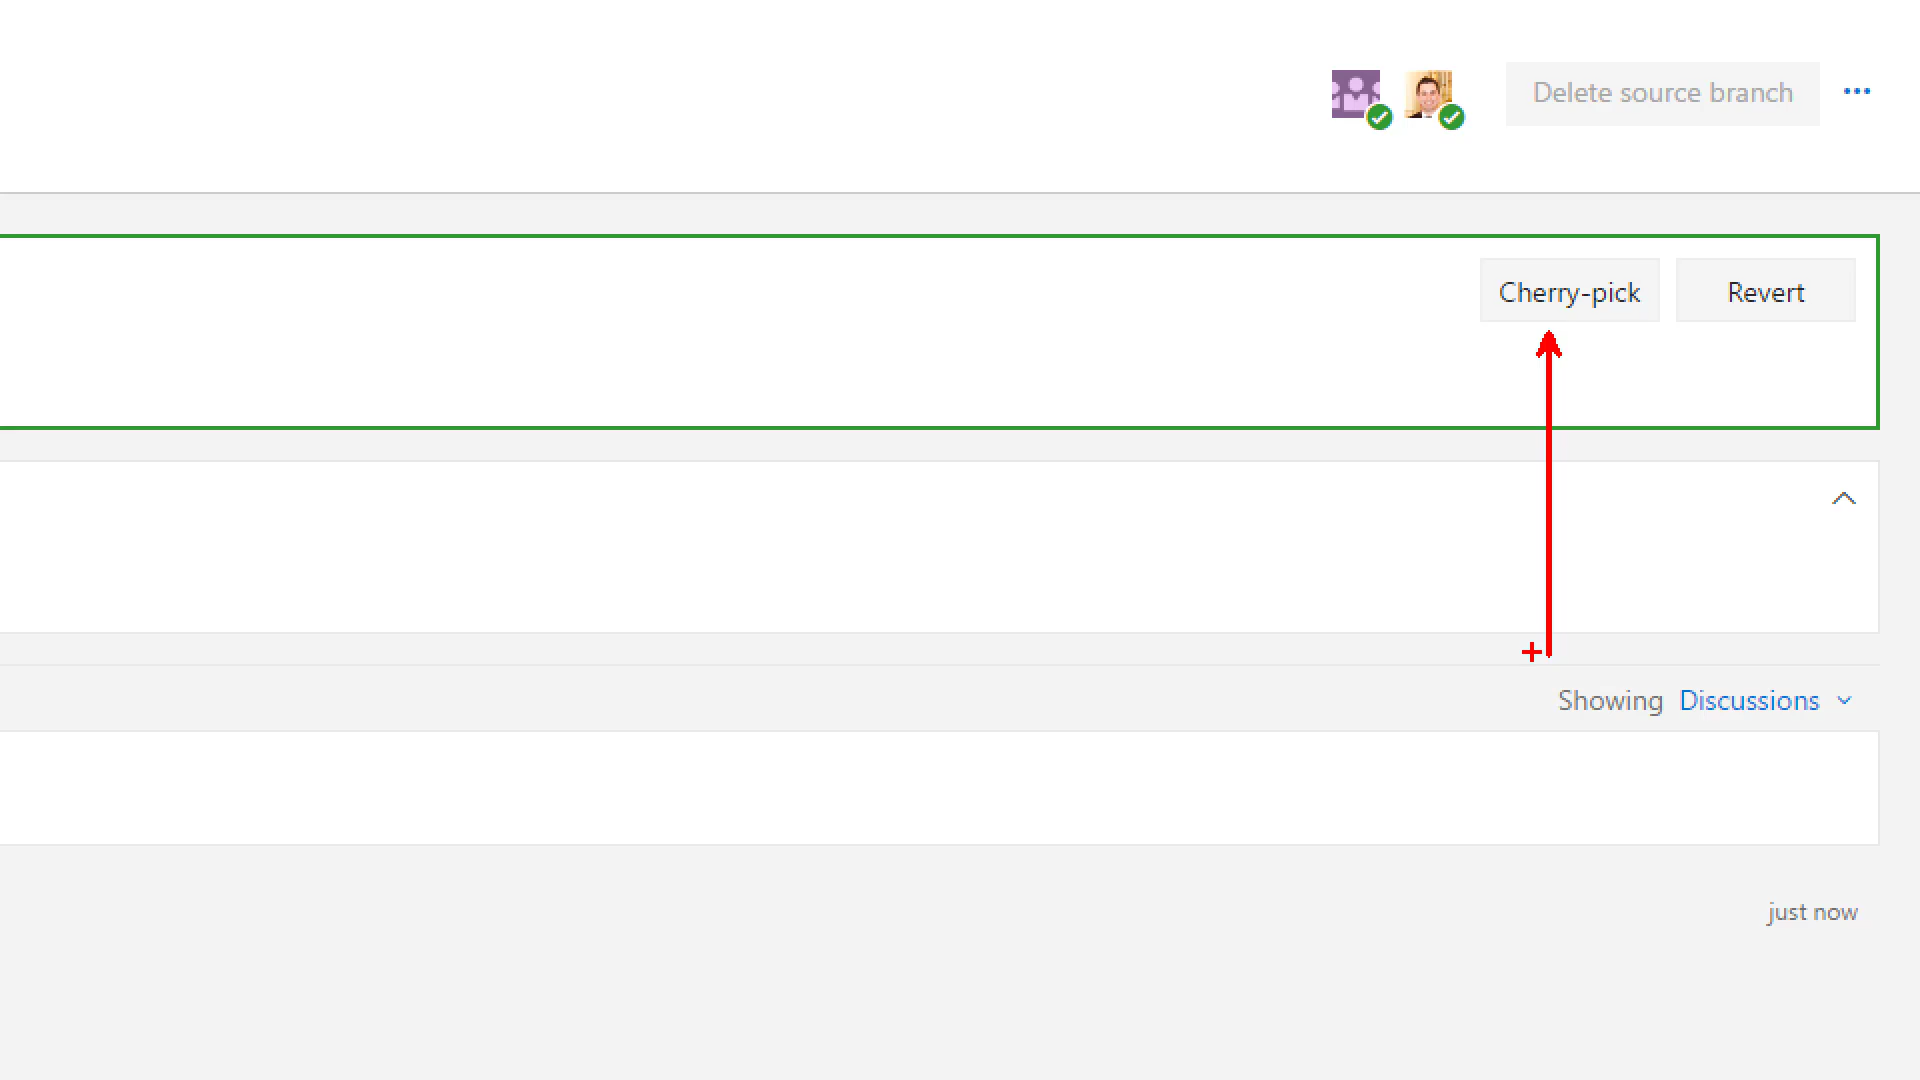 Delete source branch
Cherry-pick
Revert
Showing Discussions
just now